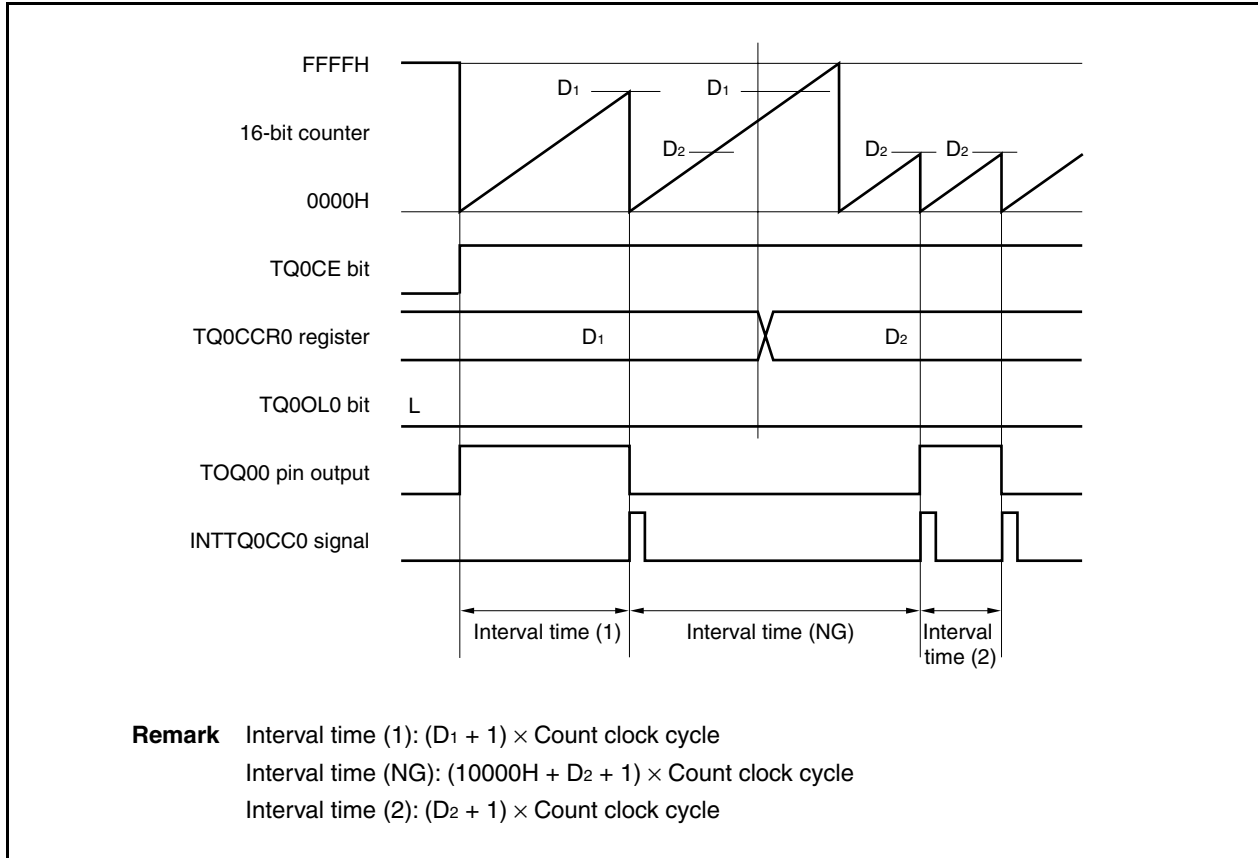 FFFFH
D1
D1
16-bit counter
D2
D2
D2
0000H
TQ0CE bit
TQ0CCR0 register
D1
D2
TQ0OL0 bit
L
TOQ00 pin output
INTTQ0CC0 signal
Interval time (1)
Interval time (NG)
Interval
time (2)
Remark Interval time (1): (D1 + 1) × Count clock cycle
Interval time (NG): (10000H + D2 + 1) × Count clock cycle
Interval time (2): (D2 + 1) × Count clock cycle